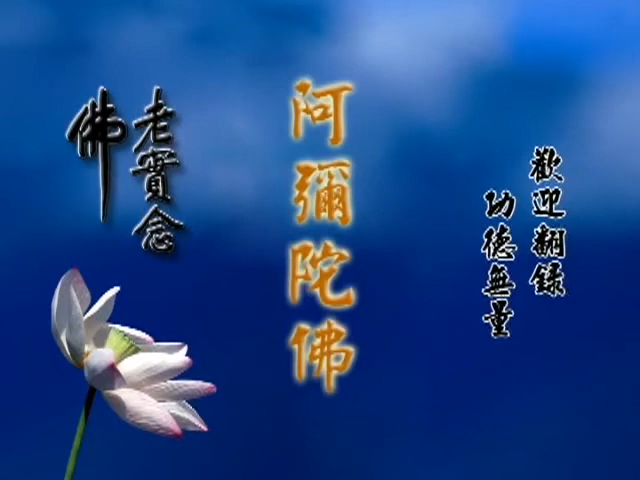 歡迎翻錄
功德無量
阿彌陀佛
老實念
佛